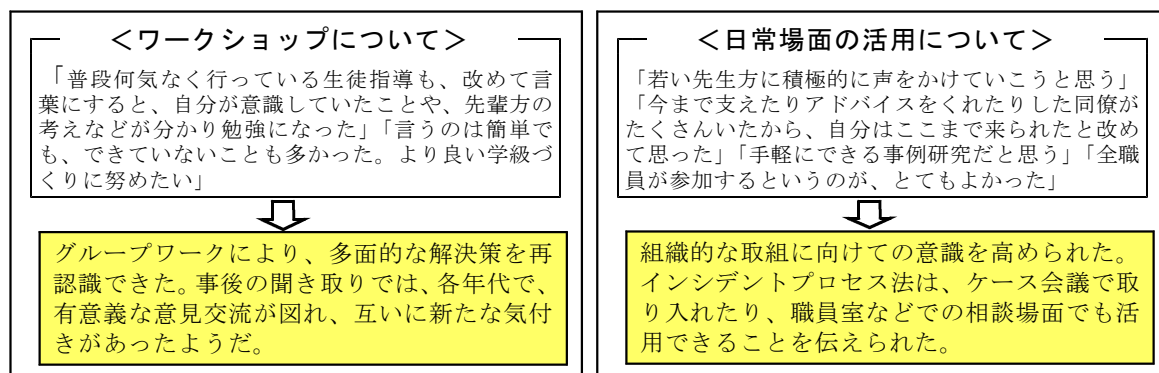 ＜ワークショップについて＞
「普段何気なく行っている生徒指導も、改めて言
葉にすると、自分が意識していたことや、先輩方の
考えなどが分かり勉強になった」「言うのは簡単で
も、できていないことも多かった。より良い学級づ
くりに努めたい」
グループワークにより、多面的な解決策を再
認識できた。事後の聞き取りでは、各年代で、
有意義な意見交流が図れ、互いに新たな気付
きがあったようだ。
＜日常場面の活用について＞
「若い先生方に積極的に声をかけていこうと思う」
「今まで支えたりアドバイスをくれたりした同僚が
たくさんいたから、自分はここまで来られたと改め
て思った」「手軽にできる事例研究だと思う」「全職
員が参加するというのが、とてもよかった」
組織的な取組に向けての意識を高められた。
インシデントプロセス法は、ケース会議で取
り入れたり、職員室などでの相談場面でも活
用できることを伝えられた。